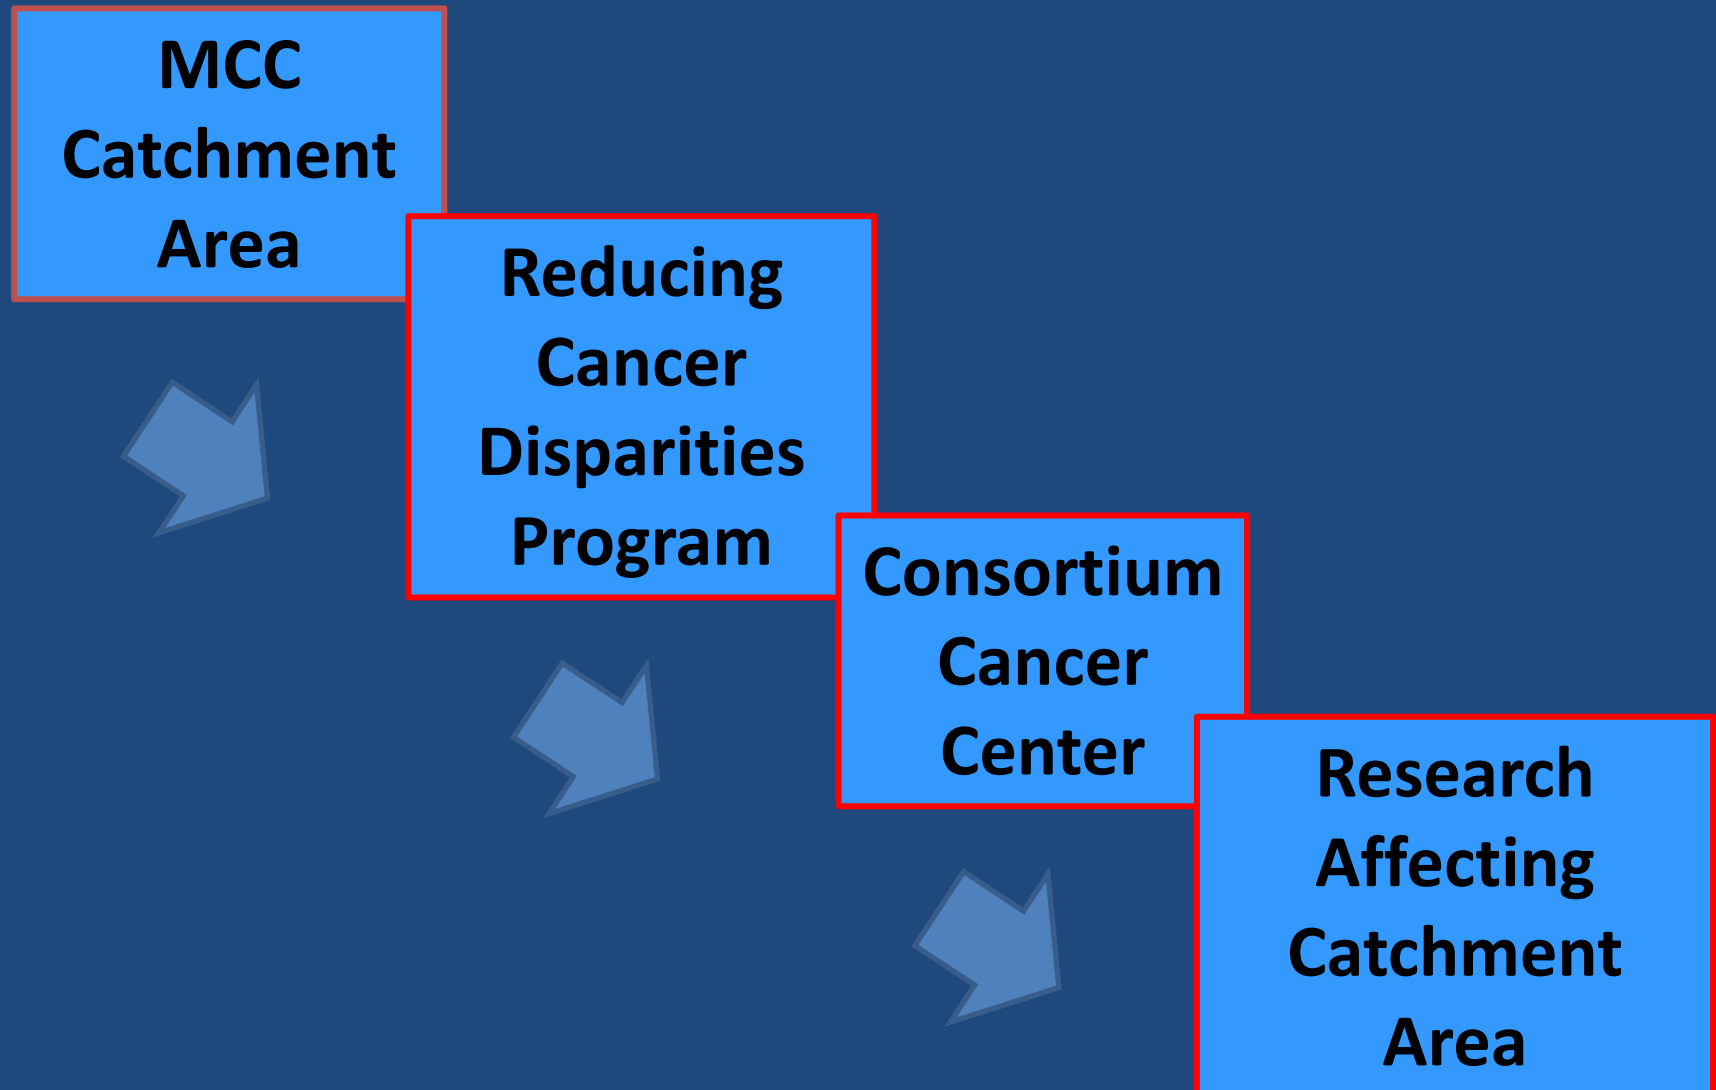 MCC
Catchment
Area
Reducing
Cancer
Disparities
Program
Consortium
Cancer
Center
Research
Affecting
Catchment
Area